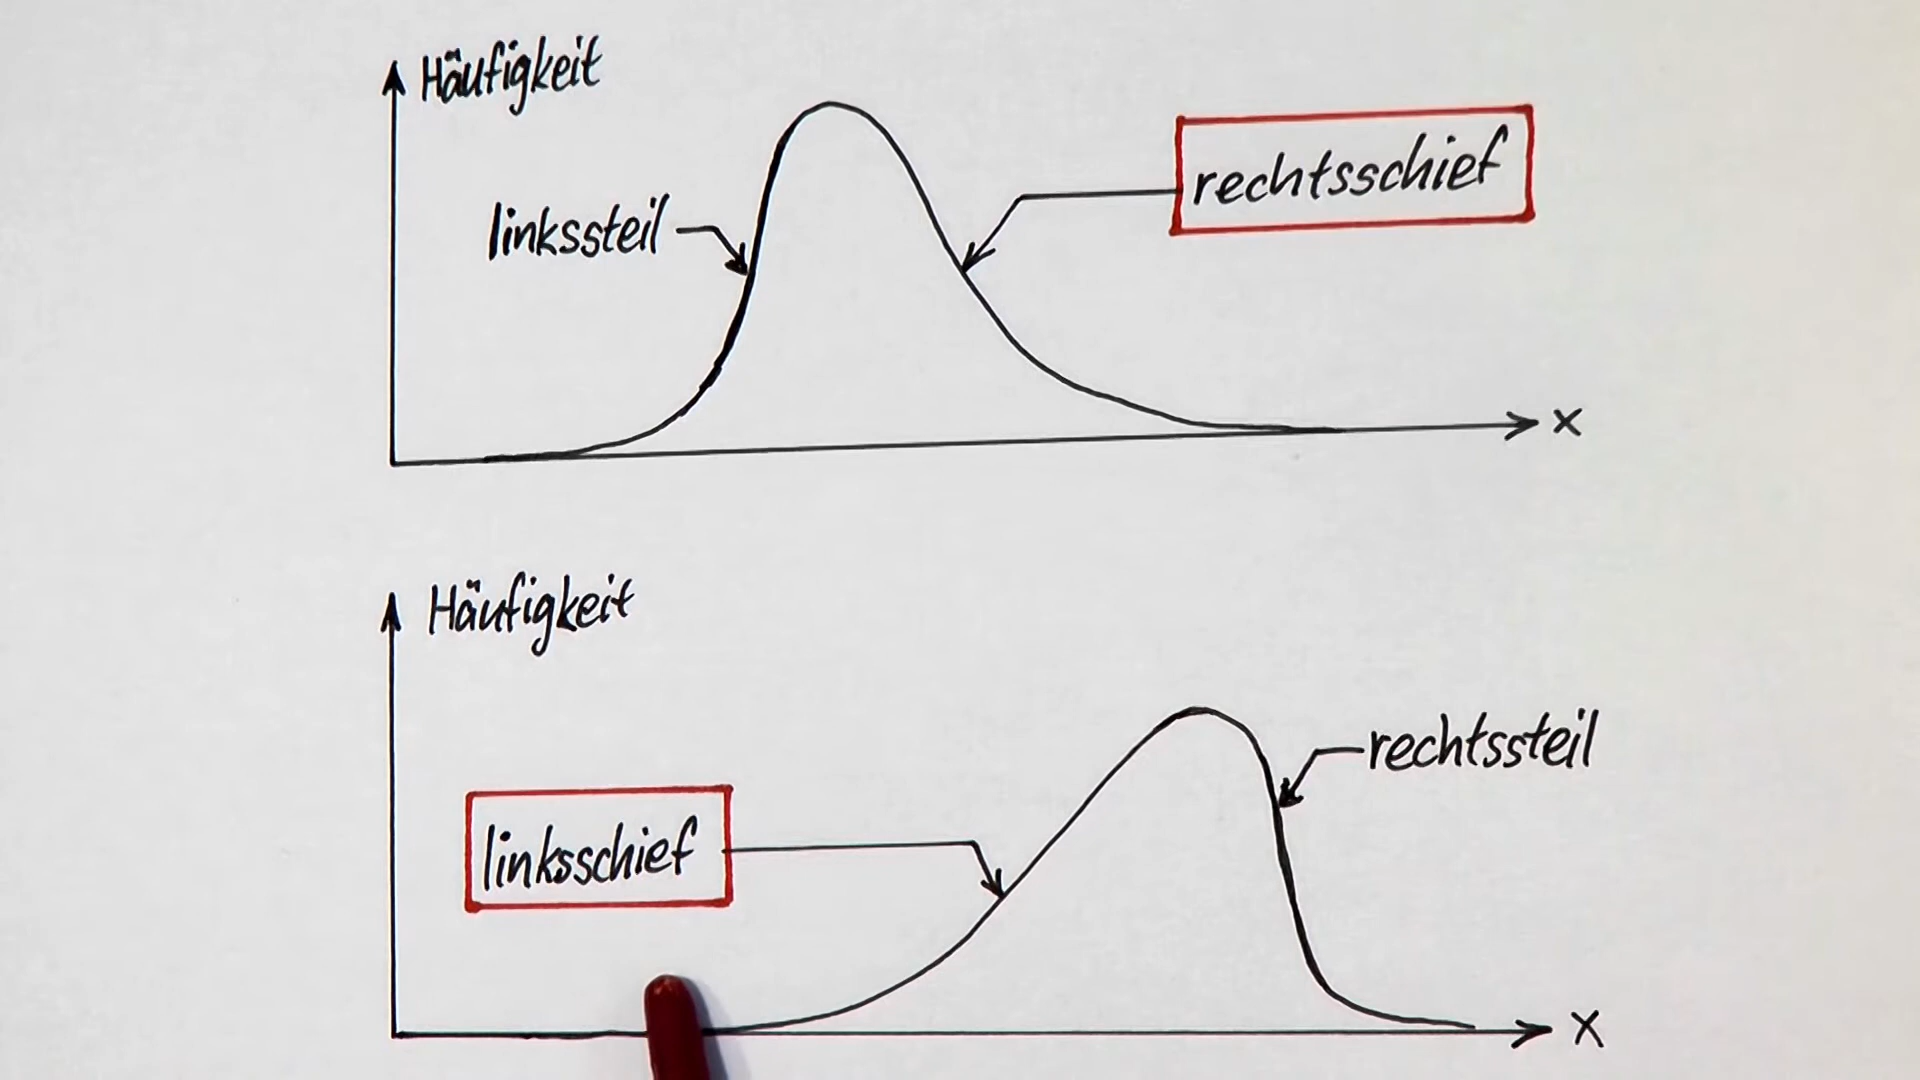 Häufigkeit
rechtsschief
linkssteil
x
Häufigkeit
rechtssteil
linksschief
x